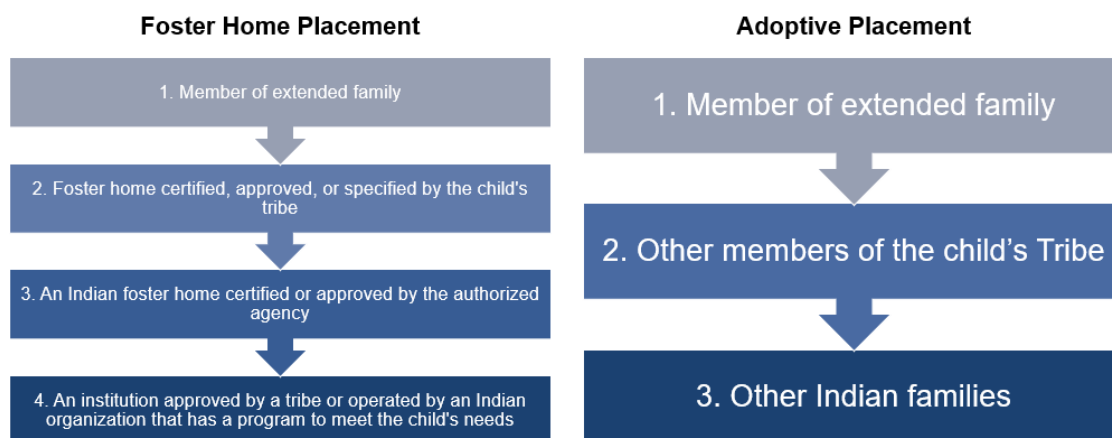 Foster Home Placement
1. Member of extended family
2. Foster home certified, approved, or specified by the child's
tribe
3. An Indian foster home certified or approved by the authorized
agency
4. An institution approved by a tribe or operated by an Indian
organization that has a program to meet the child's needs
Adoptive Placement
1. Member of extended family
2. Other members of the child’s Tribe
3. Other Indian families